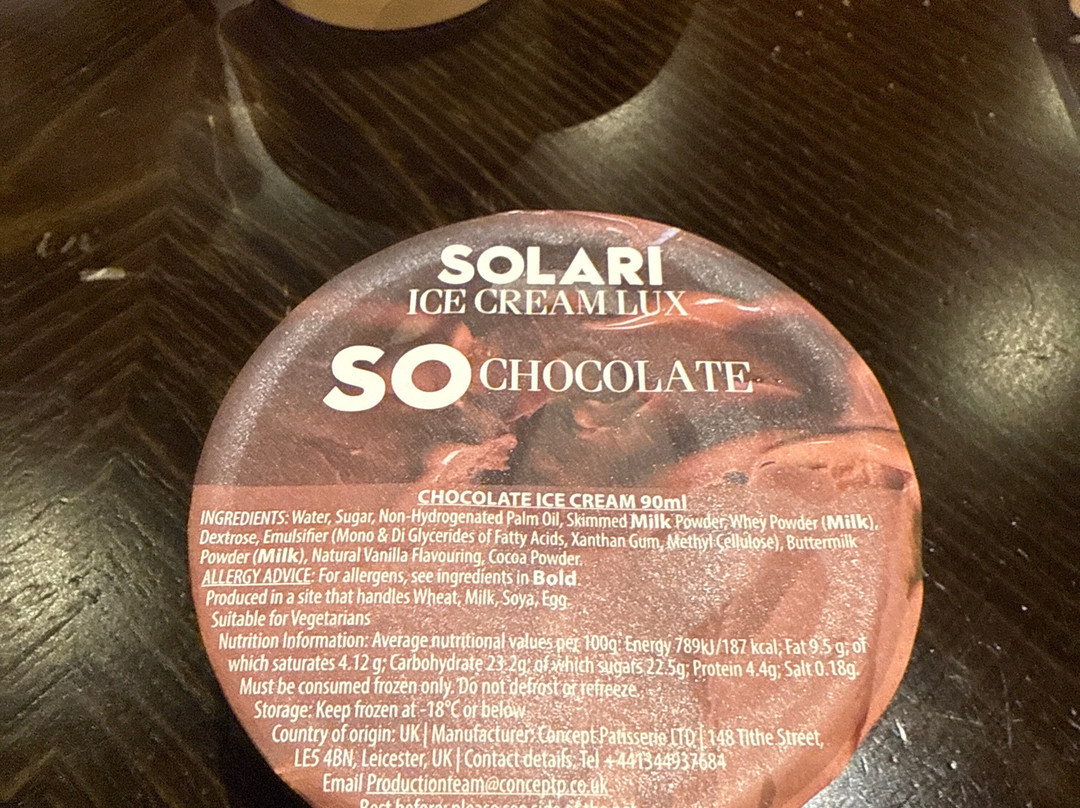 SOLARI
ICE CREAM LUX
SO CHOCOLATE
CHOCOLATE ICE CREAM 90ml
INGREDIENTS: Water, Sugar, Non-Hydrogenated Palm Oil, Skimmed Milk Powder, Whey Powder (Milk),
Dextrose, Emulsifier (Mono & Di Glycerides of Fatty Acids, Xanthan Gum, Methyl Cellulose), Buttermilk
Powder (Milk), Natural Vanilla Flavouring, Cocoa Powder.
ALLERGY ADVICE: For allergens, see ingredients in Bold.
Produced in a site that handles Wheat, Milk, Soya, Egg.
Suitable for Vegetarians
Nutrition Information: Average nutritional values per 100g: Energy 789kJ/187 kcal; Fat 9.5 g; of
which saturates 4.12 g; Carbohydrate 23.2g; of which sugars 22.5g; Protein 4.4g; Salt 0.18g.
Must be consumed frozen only. Do not defrost or refreeze.
Storage: Keep frozen at -18°C or below
Country of origin: UK | Manufacturer: Concept Patisserie LTD | 148 Tithe Street,
LE5 4BN, Leicester, UK | Contact details: Tel +441344937684
Email Productionteam@conceptp.co.uk
Best before: please see side of the